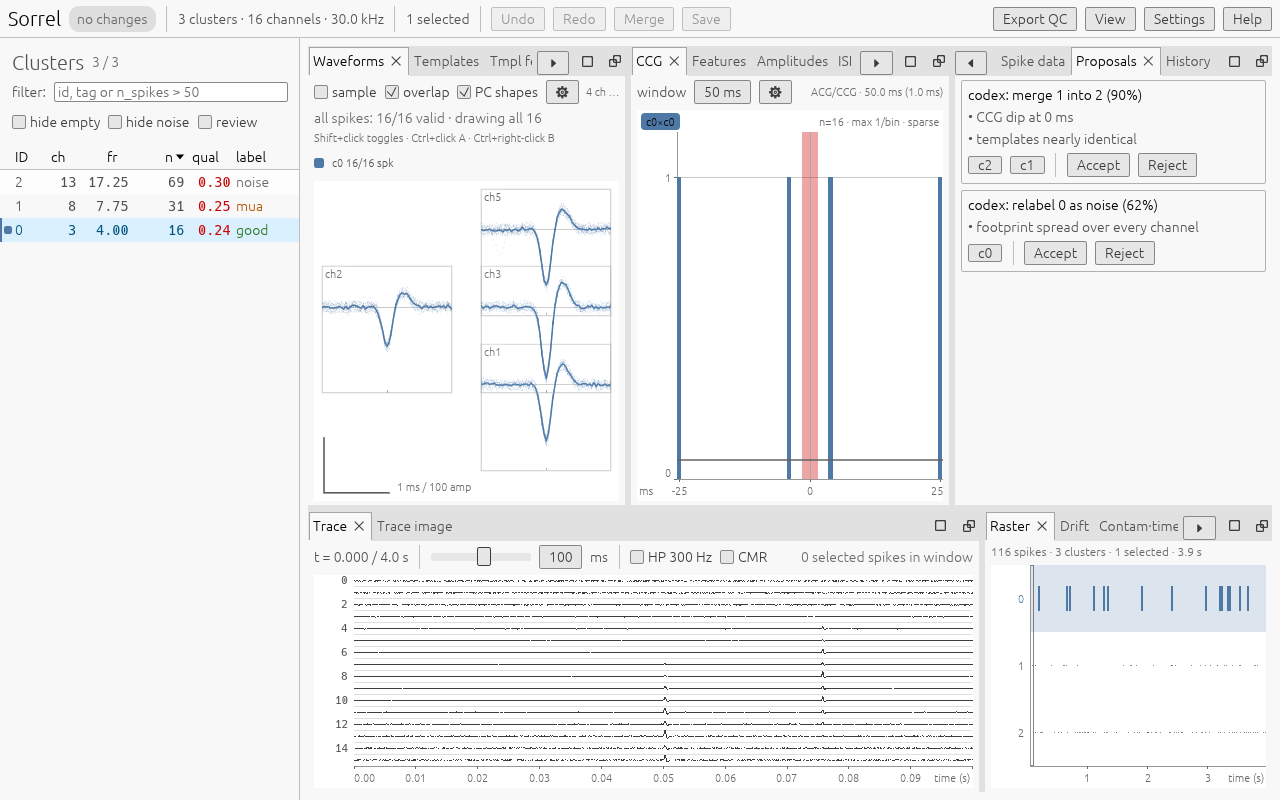 Sorrel no changes 3 clusters · 16 channels · 30.0 kHz 1 selected Undo Redo Merge Save Export QC View Settings Help
Clusters 3 / 3
filter: id, tag or n_spikes > 50
hide empty hide noise review
ID ch fr n qual label
2 13 17.25 69 0.30 noise
1 8 7.75 31 0.25 mua
0 3 4.00 16 0.24 good
Waveforms Templates Tmpl
sample overlap PC shapes 4 ch ...
all spikes: 16/16 valid · drawing all 16
Shift+click toggles · Ctrl+click A · Ctrl+right-click B
c0 16/16 spk
ch5
ch2
ch3
ch1
1 ms / 100 amp
CCG Features Amplitudes ISI
window 50 ms ACG/CCG · 50.0 ms (1.0 ms)
c0×c0 n=16 · max 1/bin · sparse
1
0
ms -25 0 25
Spike data Proposals History
codex: merge 1 into 2 (90%)
• CCG dip at 0 ms
• templates nearly identical
c2 c1 Accept Reject
codex: relabel 0 as noise (62%)
• footprint spread over every channel
c0 Accept Reject
Trace Trace image
t = 0.000 / 4.0 s 100 ms HP 300 Hz CMR 0 selected spikes in window
0
2
4
6
8
10
12
14
0.00 0.01 0.02 0.03 0.04 0.05 0.06 0.07 0.08 0.09 time (s)
Raster Drift Contam-time
116 spikes · 3 clusters · 1 selected · 3.9 s
0
1
2
1 2 3 time (s)